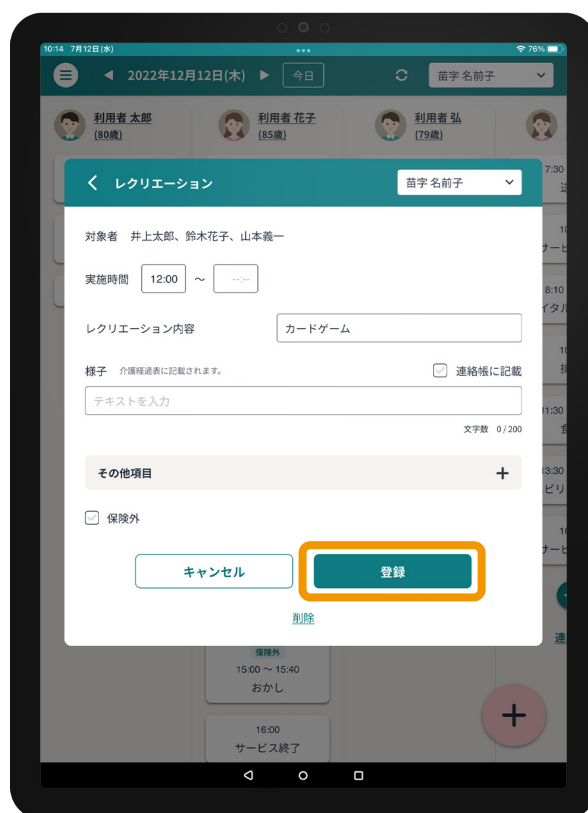 10:14 7月12日(水)
76%
2022年12月12日(木)
今日
苗字 名前子
利用者 太郎
(80歳)
利用者 花子
(85歳)
利用者 弘
(79歳)
7:30
レクリエーション
苗字 名前子
対象者 井上太郎、鈴木花子、山本義一
実施時間 12:00 ～ --:--
8:10
レクリエーション内容 カードゲーム
様子 介護経過表に記載されます。 連絡帳に記載
テキストを入力
11:30
文字数 0 / 200
その他項目
13:30
保険外
キャンセル
登録
削除
保険外
15:00 ～ 15:40
おかし
16:00
サービス終了